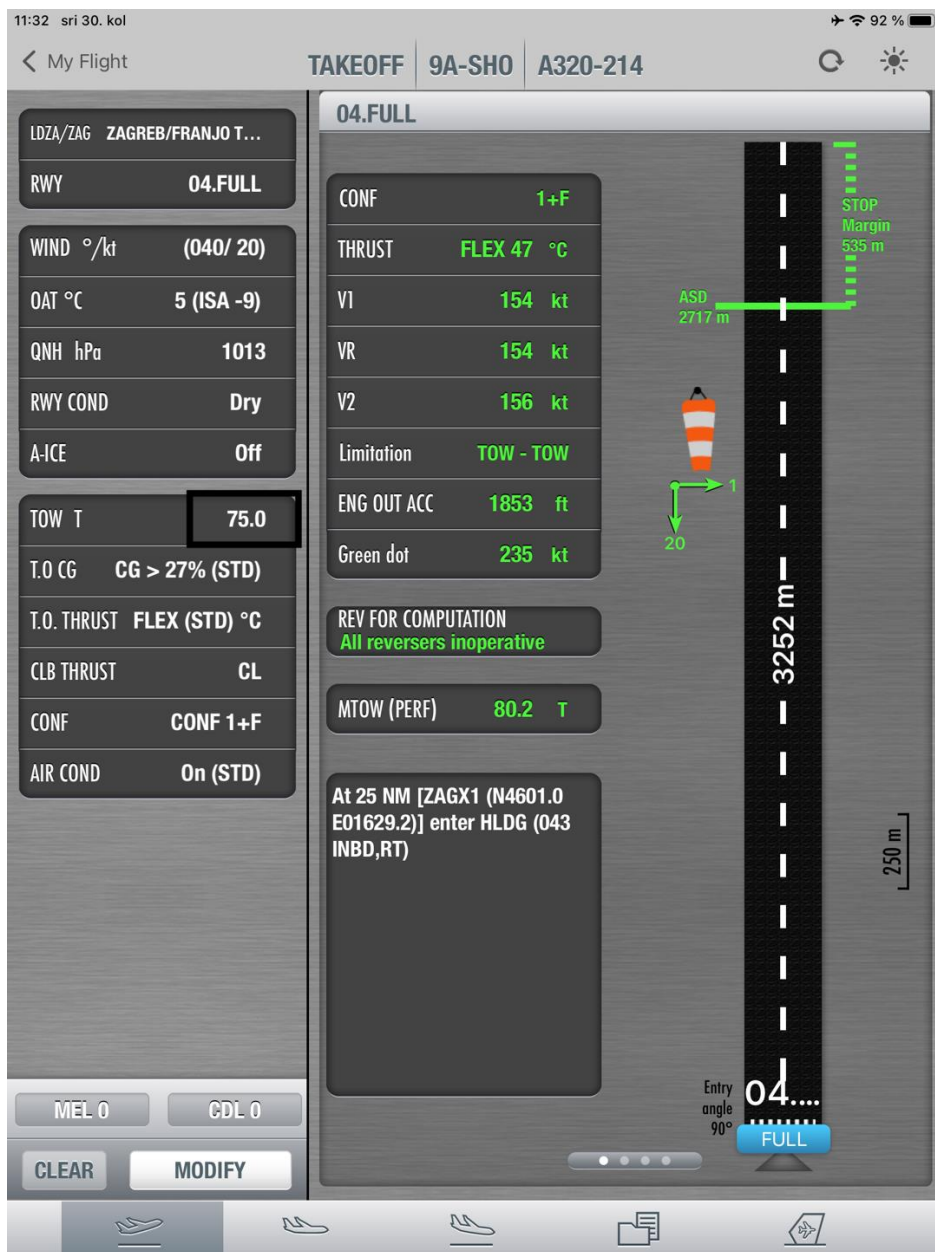 11:32 sri 30. kol
92 %
My Flight
TAKEOFF 9A-SHO A320-214
LDZA/ZAG ZAGREB/FRANJO T...
RWY 04.FULL
WIND °/kt (040/ 20)
OAT °C 5 (ISA -9)
QNH hPa 1013
RWY COND Dry
A-ICE Off
TOW T 75.0
T.O CG CG > 27% (STD)
T.O. THRUST FLEX (STD) °C
CLB THRUST CL
CONF CONF 1+F
AIR COND On (STD)
MEL 0 CDL 0
CLEAR MODIFY
04.FULL
CONF 1+F
THRUST FLEX 47 °C
V1 154 kt
VR 154 kt
V2 156 kt
Limitation TOW - TOW
ENG OUT ACC 1853 ft
Green dot 235 kt
REV FOR COMPUTATION
All reversers inoperative
MTOW (PERF) 80.2 T
At 25 NM [ZAGX1 (N4601.0
E01629.2)] enter HLDG (043
INBD,RT)
STOP
Margin
535 m
ASD
2717 m
1
20
3252 m
250 m
Entry
angle
90°
04....
FULL